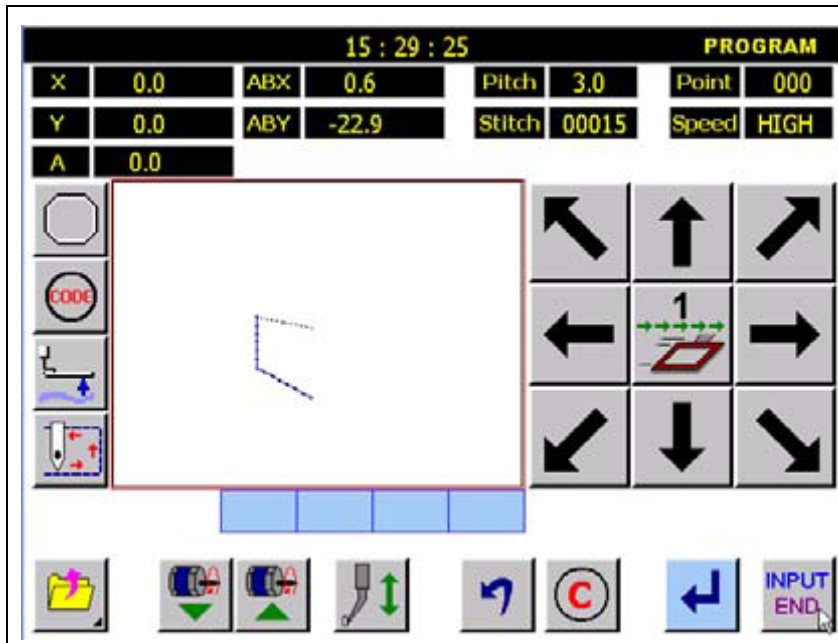 15 : 29 : 25 PROGRAM
X 0.0 ABX 0.6 Pitch 3.0 Point 000
Y 0.0 ABY -22.9 Stitch 00015 Speed HIGH
A 0.0
CODE
1
C
INPUT
END